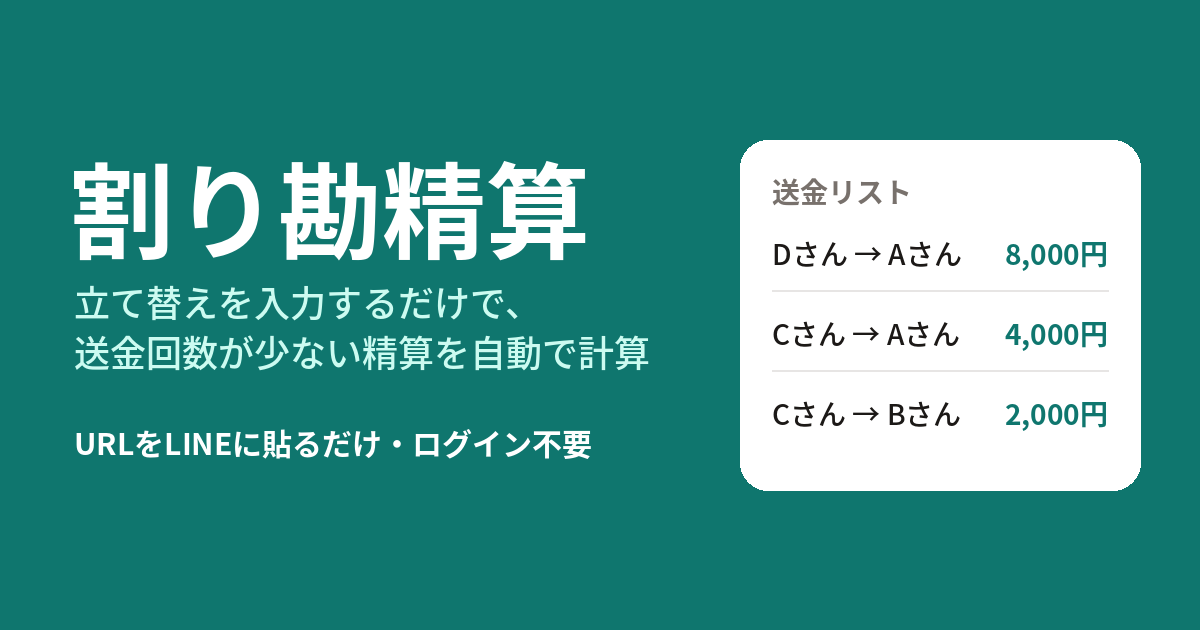 割り勘精算
立て替えを入力するだけで、
送金回数が少ない精算を自動で計算
URLをLINEに貼るだけ・ログイン不要
送金リスト
Dさん → Aさん 8,000円
Cさん → Aさん 4,000円
Cさん → Bさん 2,000円